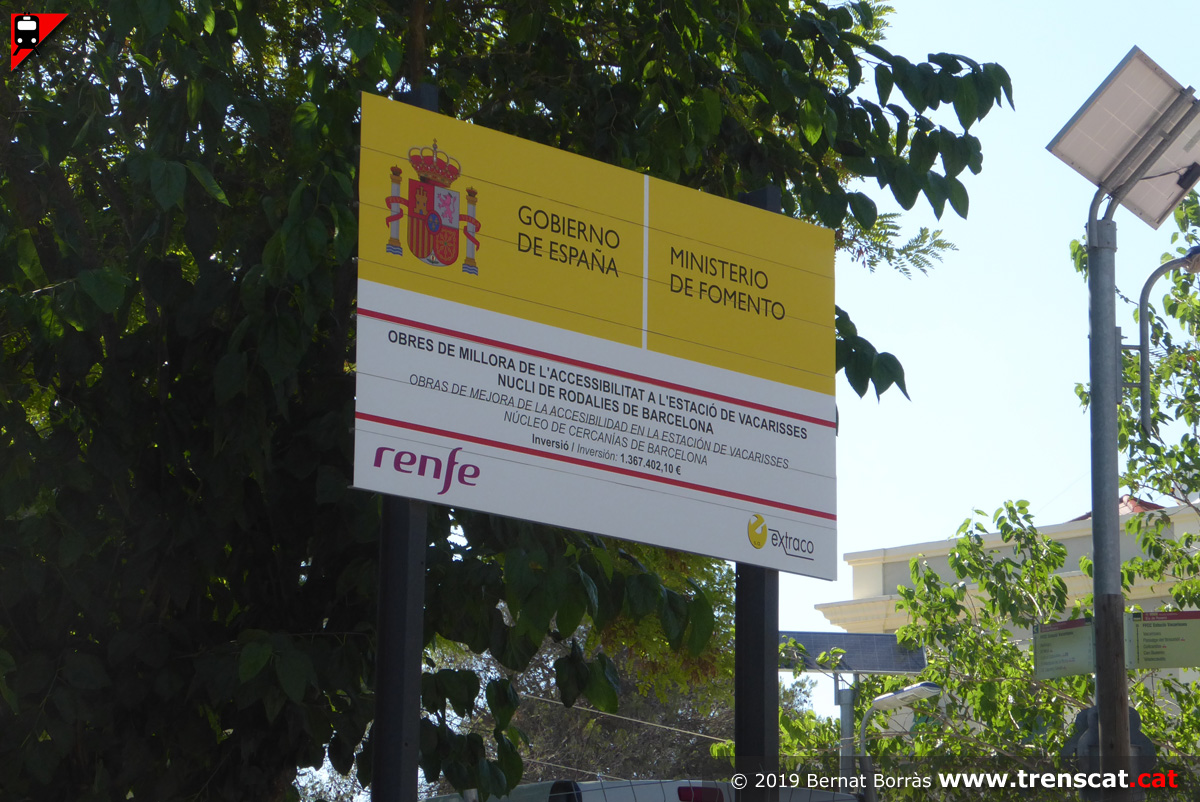 GOBIERNO
DE ESPAÑA
MINISTERIO
DE FOMENTO
OBRES DE MILLORA DE L'ACCESSIBILITAT A L'ESTACIÓ DE VACARISSES
NUCLI DE RODALIES DE BARCELONA
OBRAS DE MEJORA DE LA ACCESIBILIDAD EN LA ESTACIÓN DE VACARISSES
NÚCLEO DE CERCANÍAS DE BARCELONA
Inversió / Inversión: 1.367.402,10 €
renfe
extraco
© 2019 Bernat Borràs www.trenscat.cat